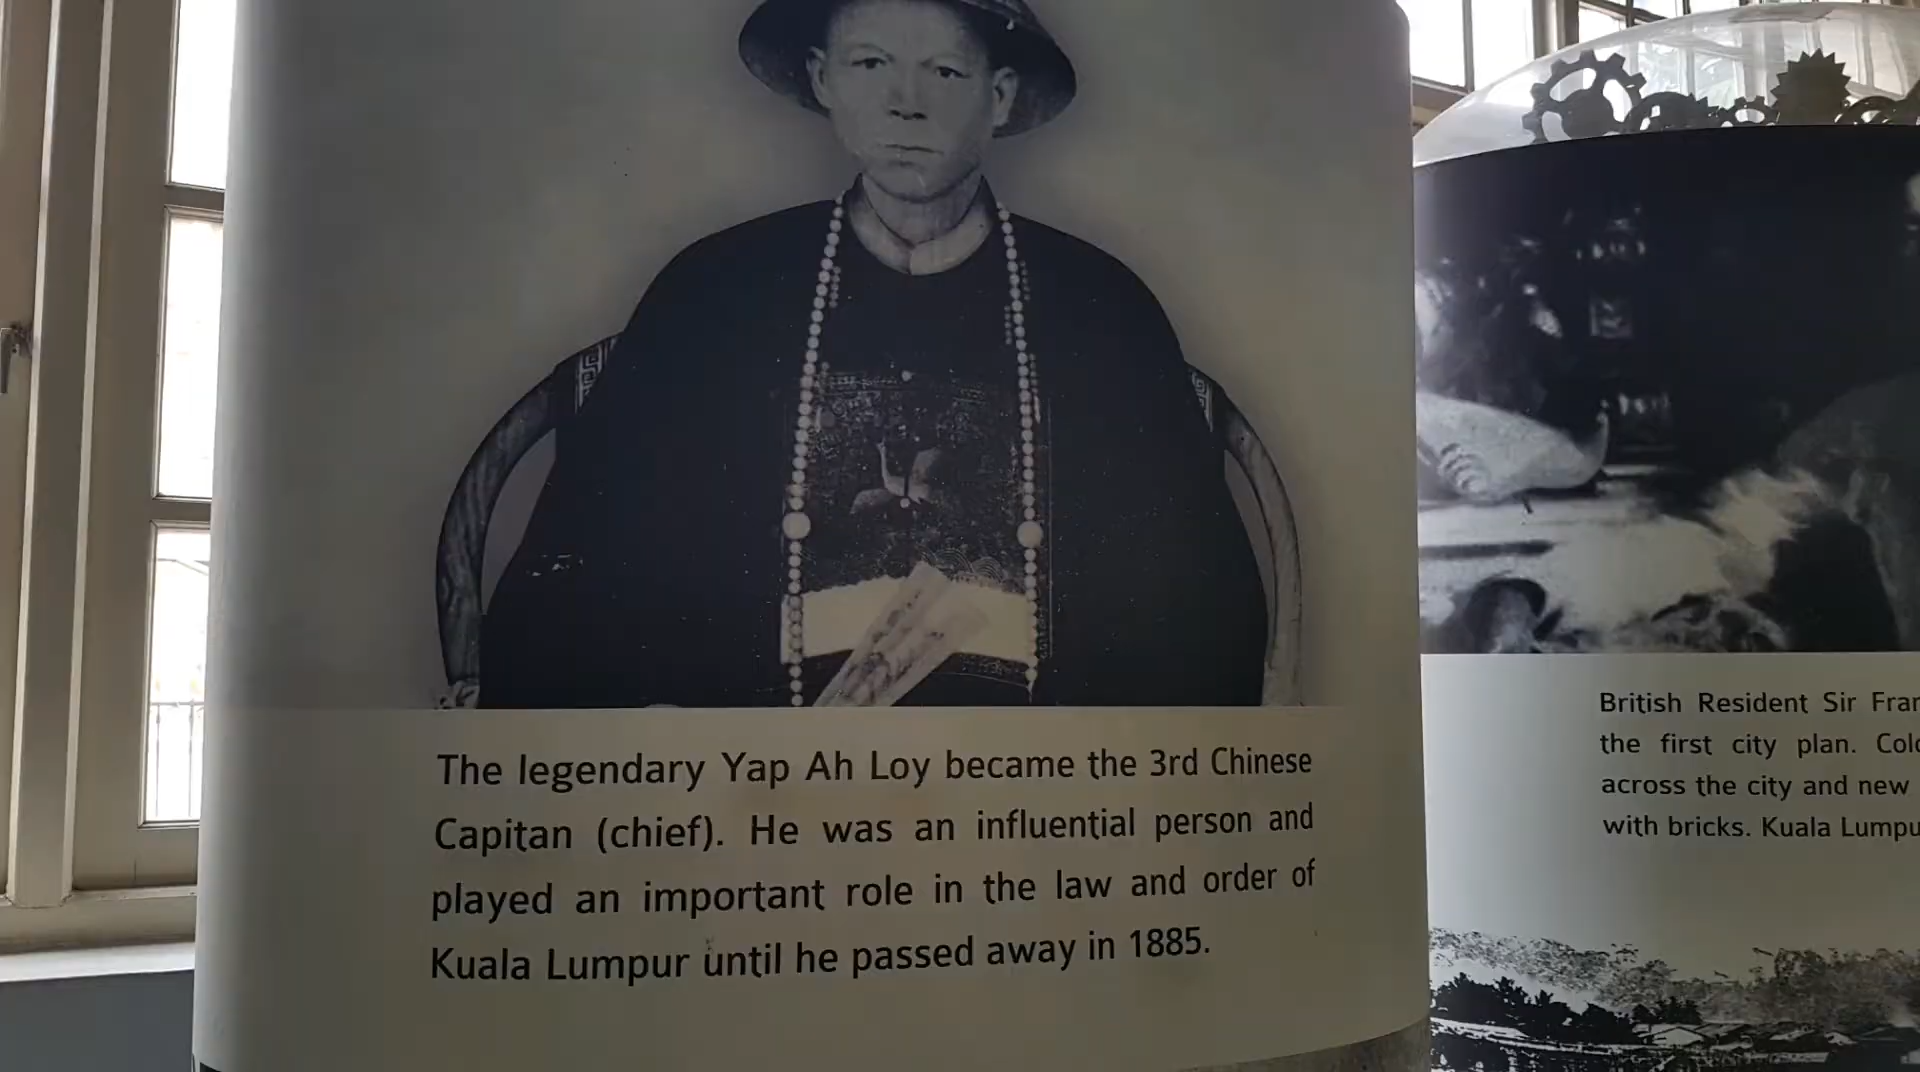 The legendary Yap Ah Loy became the 3rd Chinese
Capitan (chief). He was an influential person and
played an important role in the law and order of
Kuala Lumpur until he passed away in 1885.
British Resident Sir
the first city plan.
across the city and new
with bricks. Kuala